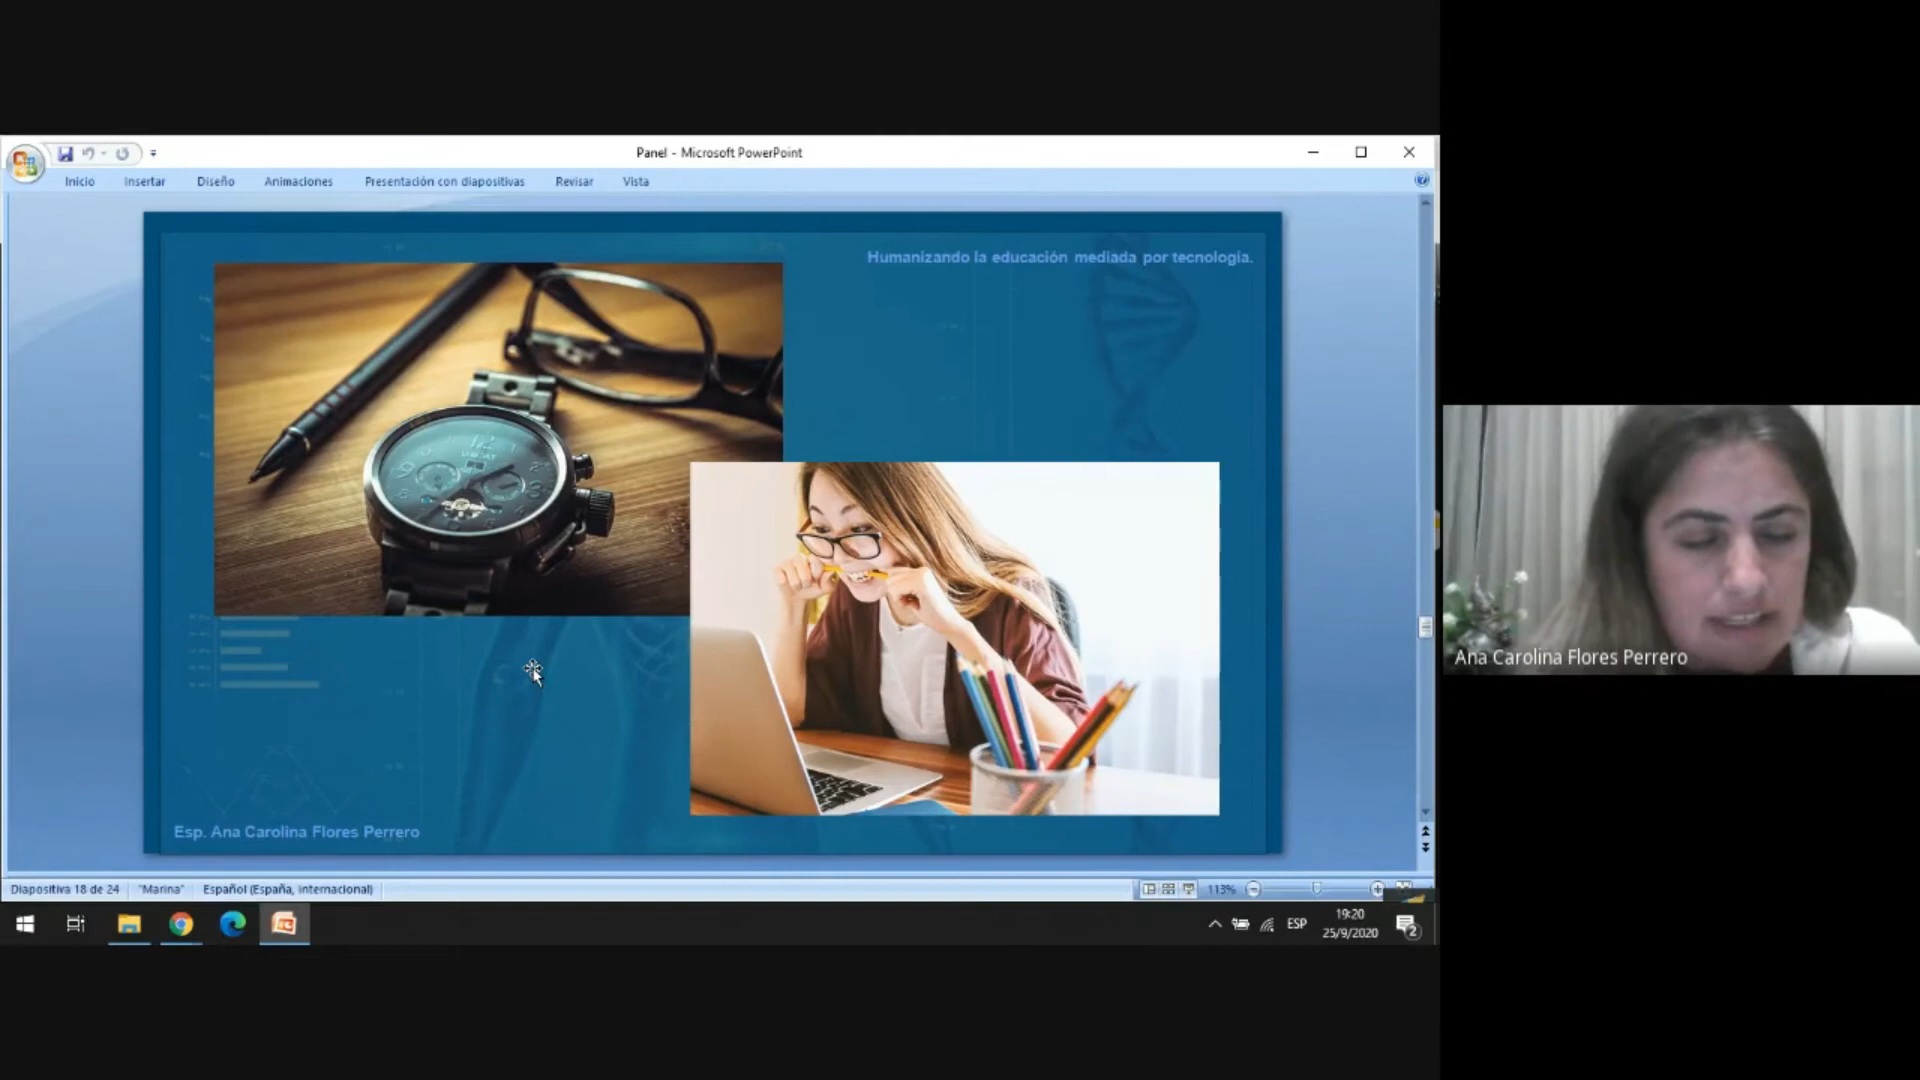 Panel - Microsoft PowerPoint
Inicio Insertar Diseño Animaciones Presentación con diapositivas Revisar Vista
Humanizando la educación mediada por tecnología.
Esp. Ana Carolina Flores Perrero
Ana Carolina Flores Perrero
Diapositiva 18 de 24 "Marina" Español (España, internacional) 113%
ESP 19:20
25/9/2020 2